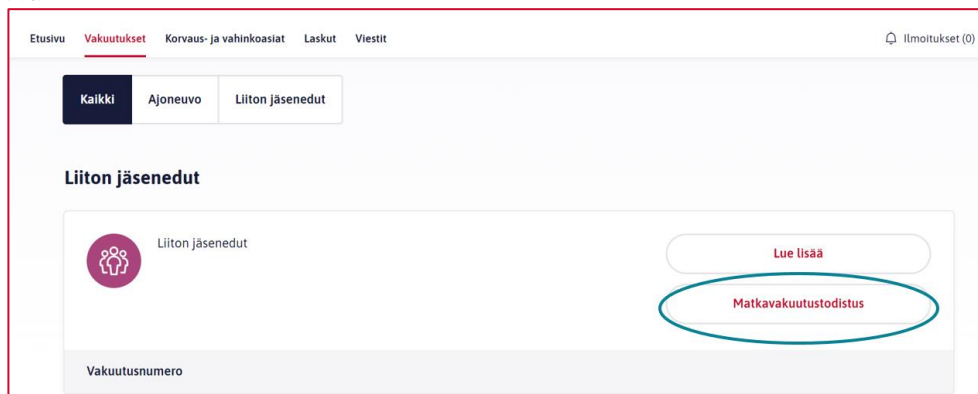 Etusivu Vakuutukset Korvaus- ja vahinkoasiat Laskut Viestit Ilmoitukset (0)
Kaikki Ajoneuvo Liiton jäsenedut
Liiton jäsenedut
Liiton jäsenedut
Lue lisää
Matkavakuutustodistus
Vakuutusnumero